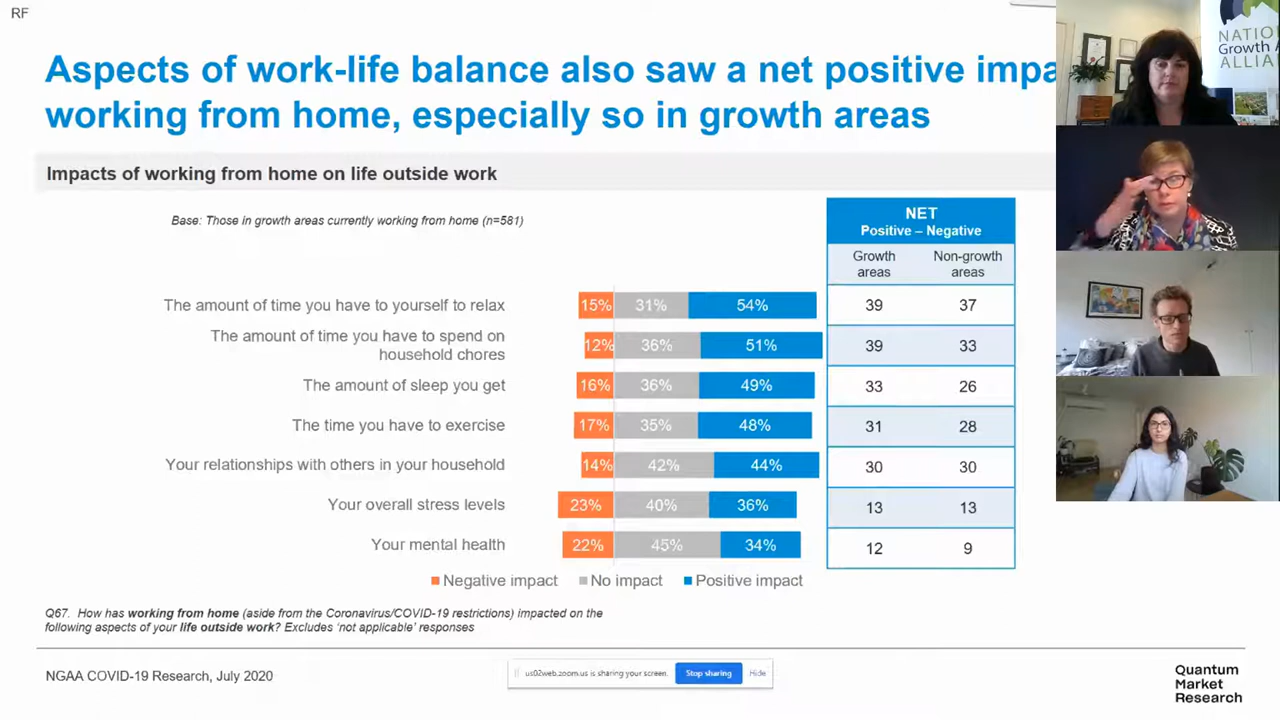 RF
Aspects of work-life balance also saw a net positive impa
working from home, especially so in growth areas
Impacts of working from home on life outside work
Base: Those in growth areas currently working from home (n=581)
NET
Positive – Negative
Growth areas
Non-growth areas
The amount of time you have to yourself to relax 15% 31% 54% 39 37
The amount of time you have to spend on
household chores 12% 36% 51% 39 33
The amount of sleep you get 16% 36% 49% 33 26
The time you have to exercise 17% 35% 48% 31 28
Your relationships with others in your household 14% 42% 44% 30 30
Your overall stress levels 23% 40% 36% 13 13
Your mental health 22% 45% 34% 12 9
Negative impact No impact Positive impact
Q67. How has working from home (aside from the Coronavirus/COVID-19 restrictions) impacted on the
following aspects of your life outside work? Excludes ‘not applicable’ responses
NGAA COVID-19 Research, July 2020
us02web.zoom.us is sharing your screen. Stop sharing Hide
Quantum
Market
Research
NATION
Growth A
ALLIA